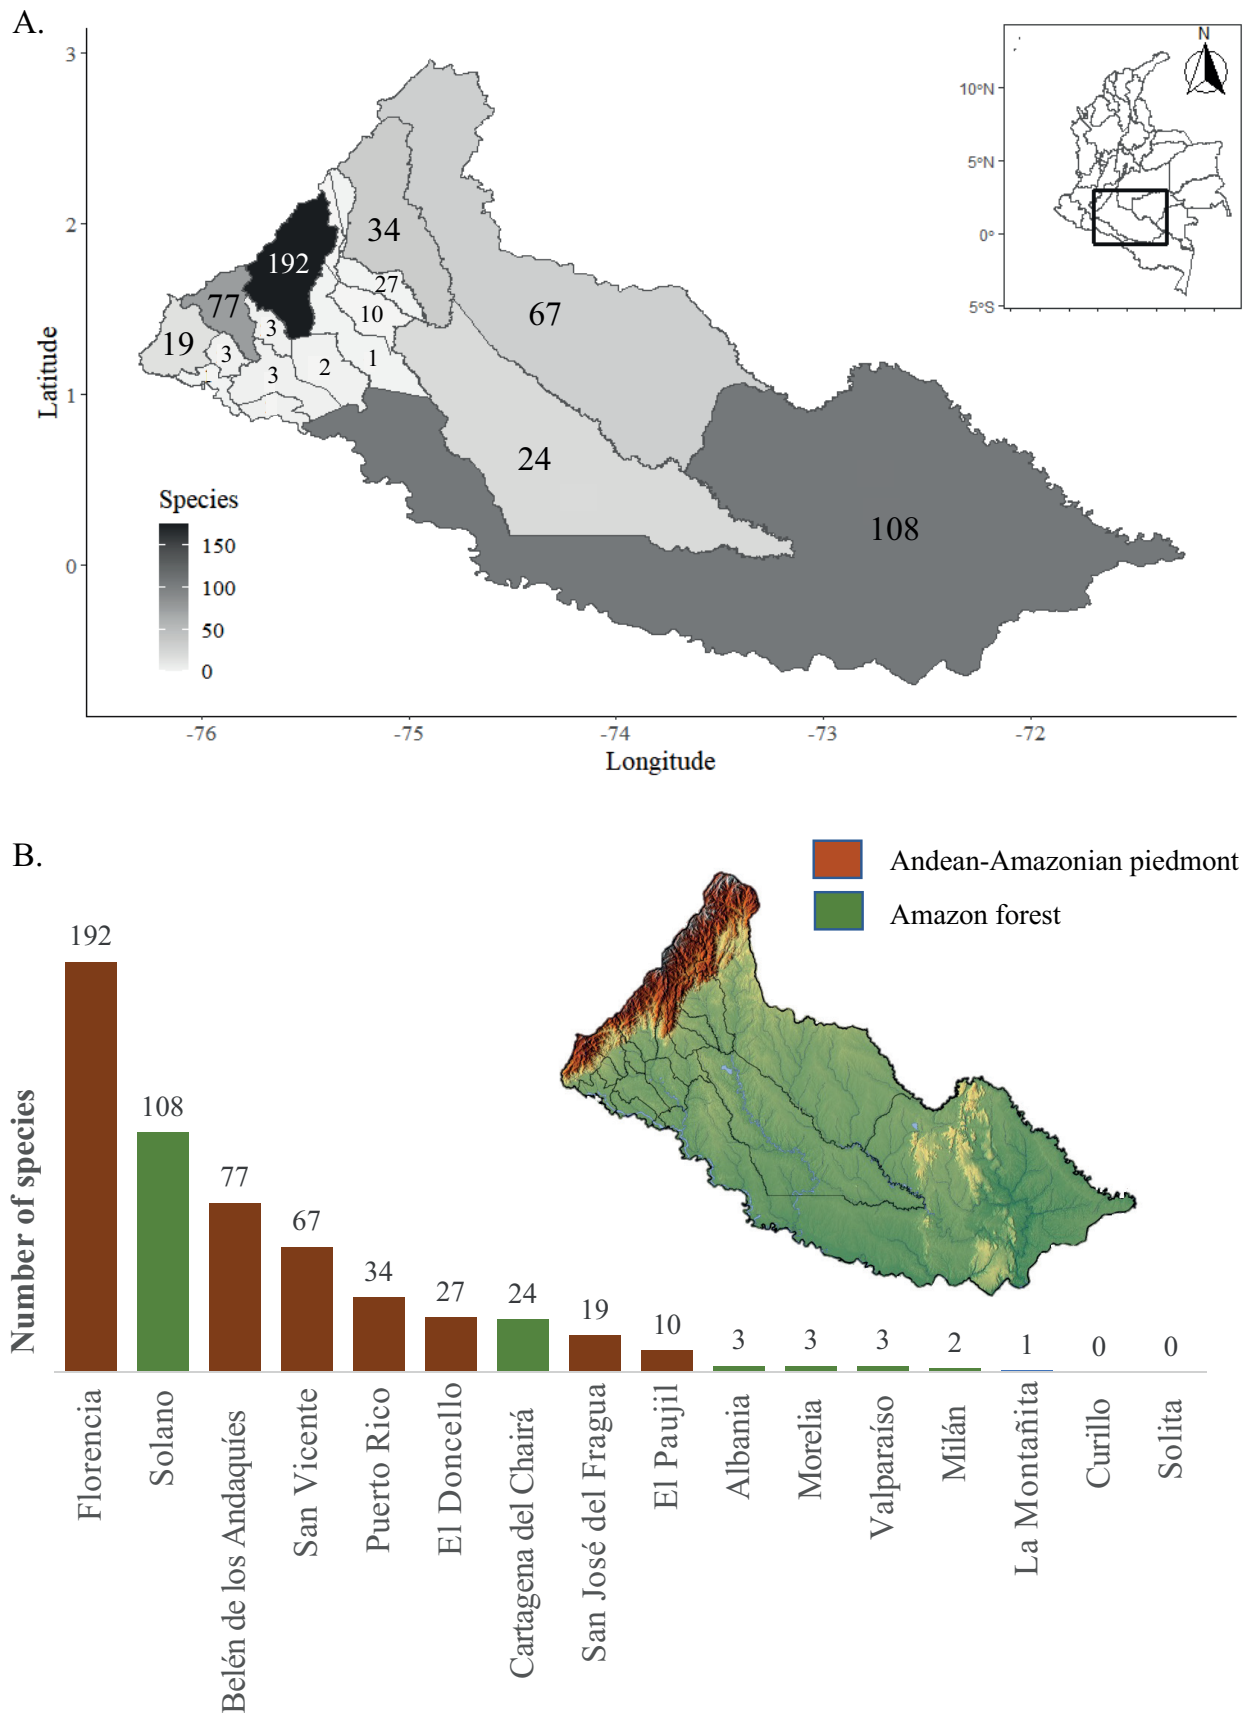 A.
3
2
1
0
Latitude
-76
-75
-74
-73
-72
Longitude
34
192
27
77
10
67
3
19
3
1
2
3
24
108
Species
150
100
50
0
N
10°N
5°N
0°
5°S
B.
Andean-Amazonian piedmont
Amazon forest
Number of species
192
108
77
67
34
27
24
19
10
3
3
3
2
1
0
0
Florencia
Solano
Belén de los Andaquíes
San Vicente
Puerto Rico
El Doncello
Cartagena del Chairá
San José del Fragua
El Paujil
Albania
Morelia
Valparaíso
Milán
La Montañita
Curillo
Solita